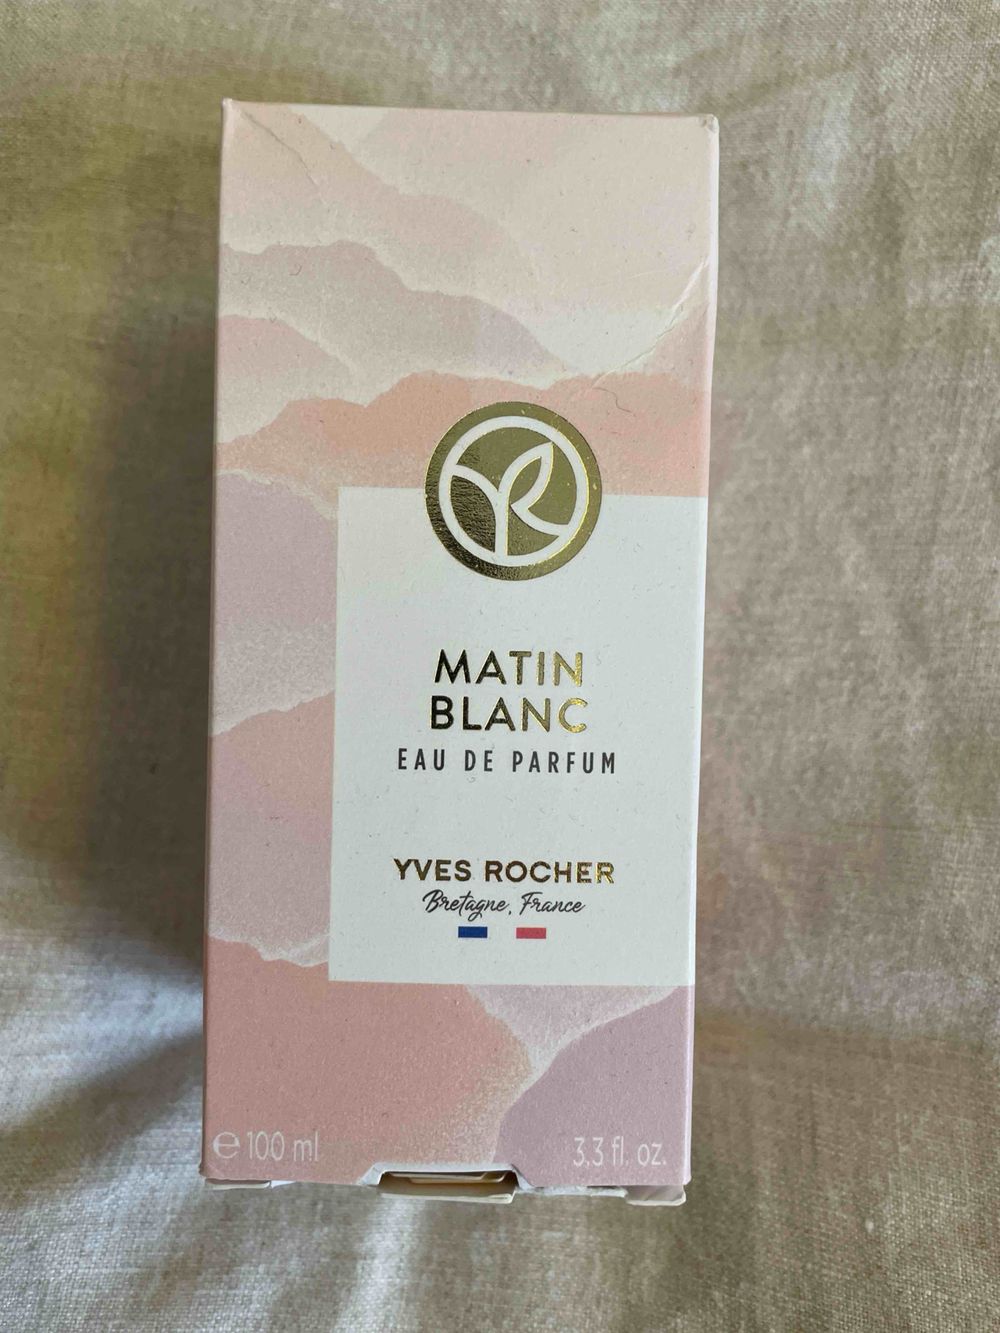 MATIN
BLANC
EAU DE PARFUM
YVES ROCHER
Bretagne, France
℮ 100 ml
3.3 fl. oz.